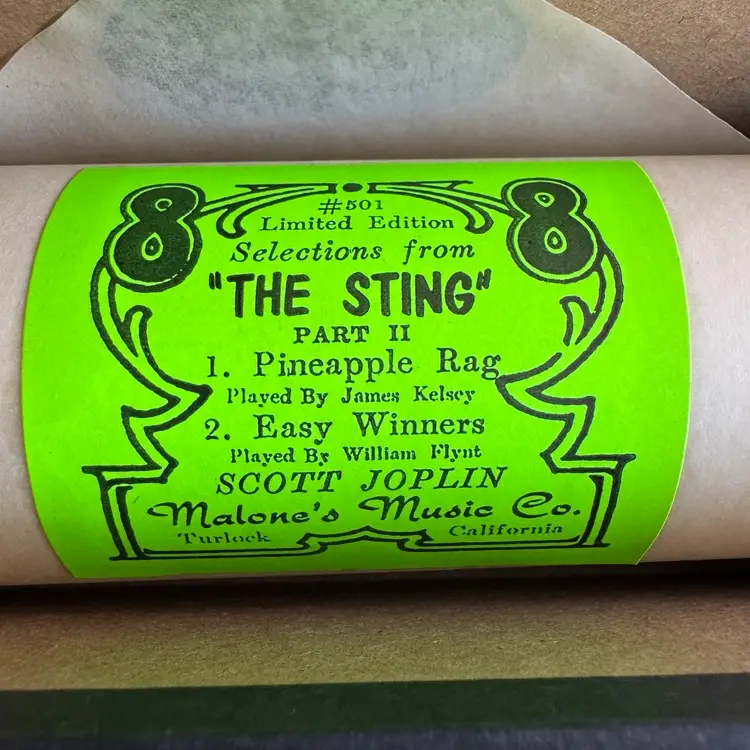 8 8
#501
Limited Edition
Selections from
"THE STING"
PART II
1. Pineapple Rag
Played By James Kelsey
2. Easy Winners
Played By William Flynt
SCOTT JOPLIN
Malone's Music Co.
Turlock California